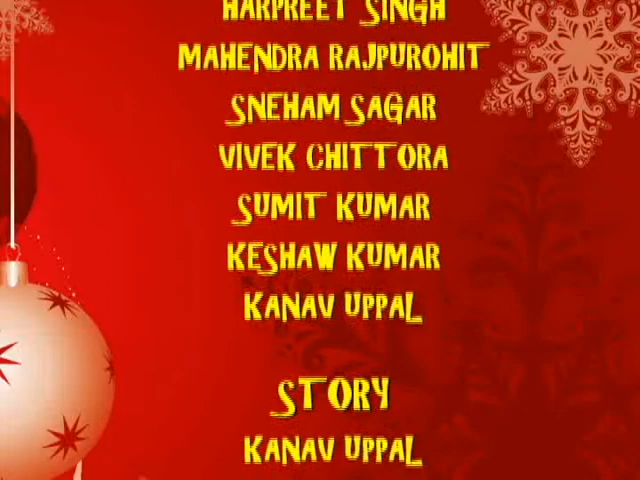 HARPREET SINGH
MAHENDRA RAJPUROHIT
SNEHAM SAGAR
VIVEK CHITTORA
SUMIT KUMAR
KESHAW KUMAR
KANAV UPPAL
STORY
KANAV UPPAL